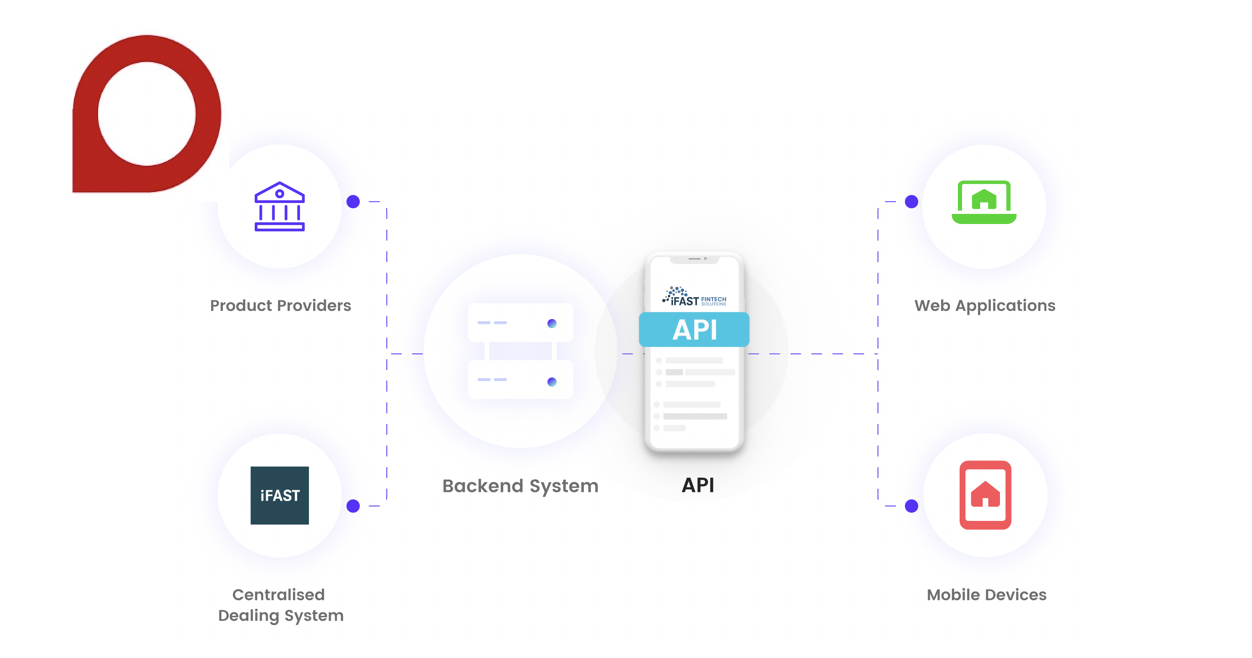 Product Providers
Web Applications
iFAST FINTECH
SOLUTIONS
API
Backend System
API
iFAST
Centralised
Dealing System
Mobile Devices